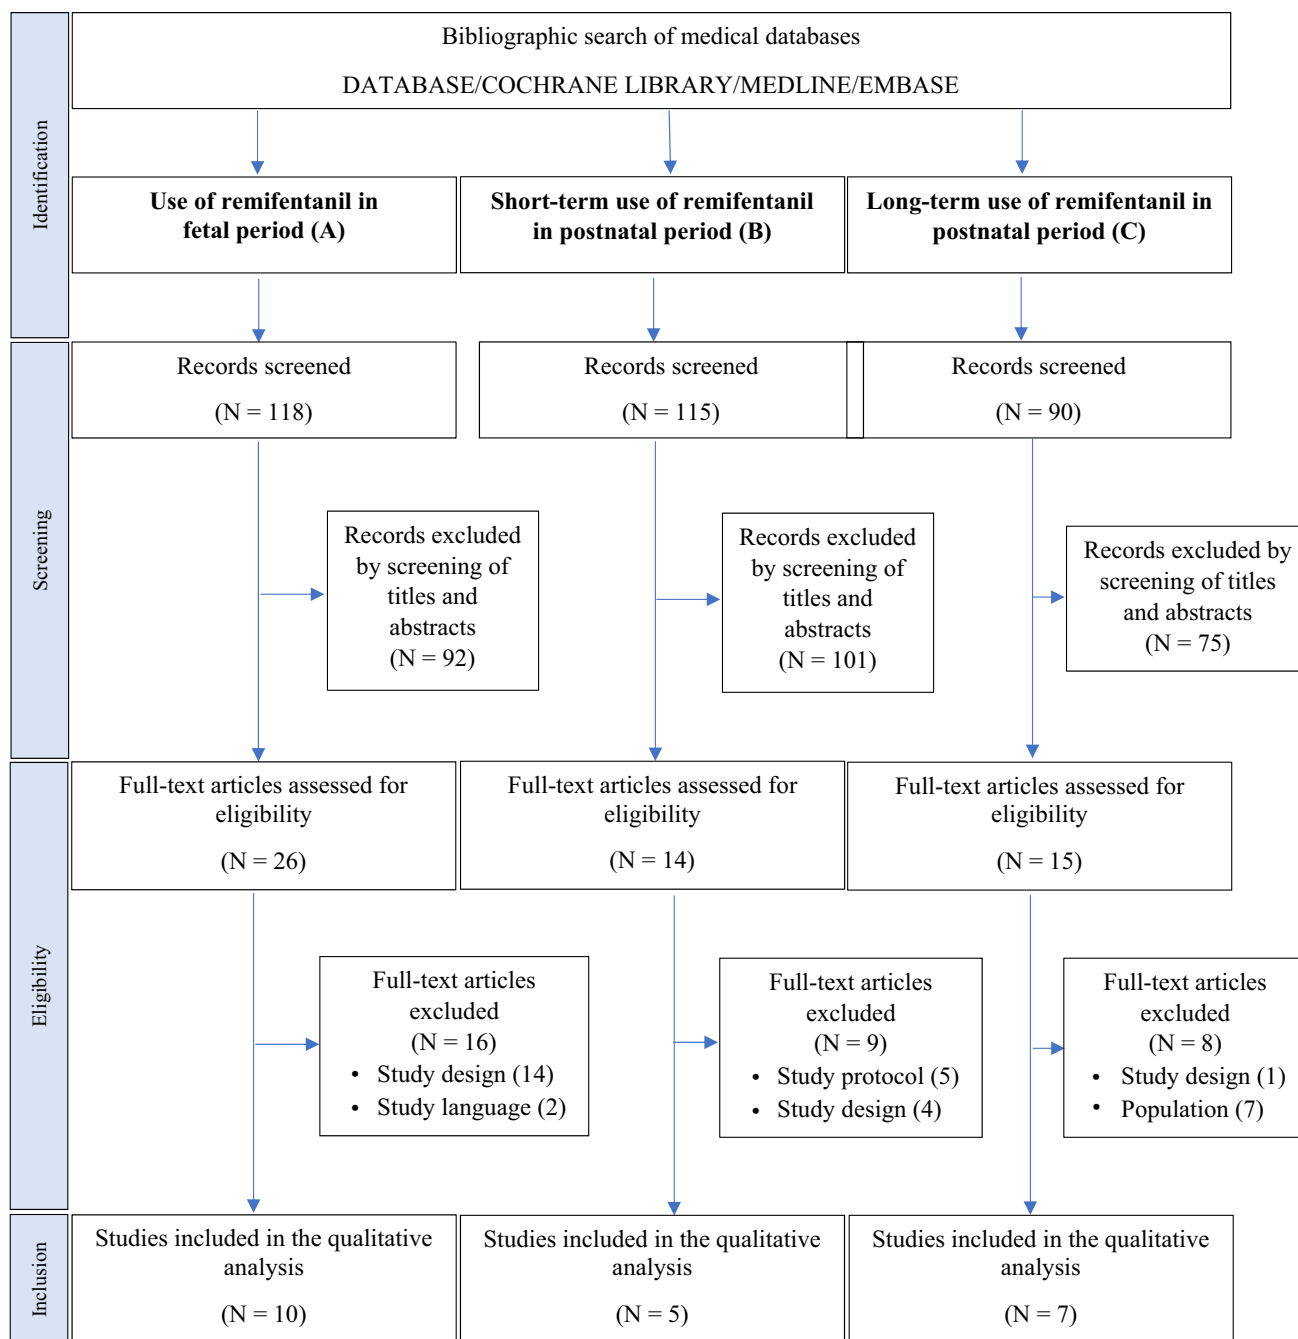 Identification
Bibliographic search of medical databases
DATABASE/COCHRANE LIBRARY/MEDLINE/EMBASE
Use of remifentanil in
fetal period (A)
Short-term use of remifentanil
in postnatal period (B)
Long-term use of remifentanil in
postnatal period (C)
Screening
Records screened
(N = 118)
Records screened
(N = 115)
Records screened
(N = 90)
Records excluded
by screening of
titles and
abstracts
(N = 92)
Records excluded
by screening of
titles and
abstracts
(N = 101)
Records excluded by
screening of titles
and abstracts
(N = 75)
Eligibility
Full-text articles assessed for
eligibility
(N = 26)
Full-text articles assessed for
eligibility
(N = 14)
Full-text articles assessed for
eligibility
(N = 15)
Full-text articles
excluded
(N = 16)
• Study design (14)
• Study language (2)
Full-text articles
excluded
(N = 9)
• Study protocol (5)
• Study design (4)
Full-text articles
excluded
(N = 8)
• Study design (1)
• Population (7)
Inclusion
Studies included in the qualitative
analysis
(N = 10)
Studies included in the qualitative
analysis
(N = 5)
Studies included in the qualitative
analysis
(N = 7)